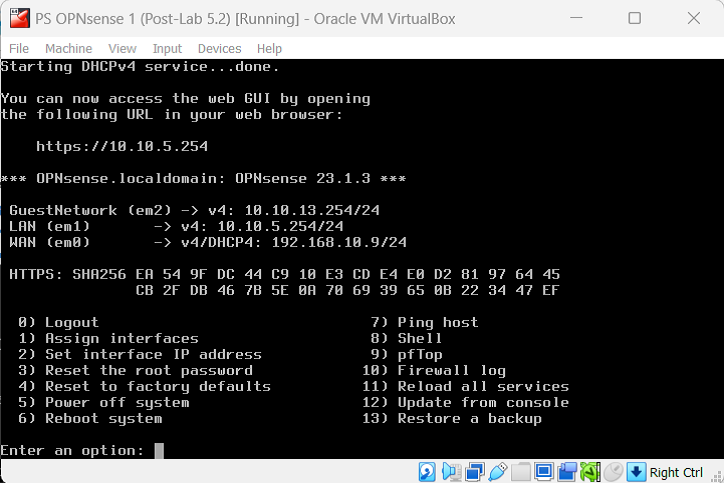 PS OPNsense 1 (Post-Lab 5.2) [Running] - Oracle VM VirtualBox
File Machine View Input Devices Help
Starting DHCPv4 service...done.
You can now access the web GUI by opening
the following URL in your web browser:
https://10.10.5.254
*** OPNsense.localdomain: OPNsense 23.1.3 ***
GuestNetwork (em2) -> v4: 10.10.13.254/24
LAN (em1) -> v4: 10.10.5.254/24
WAN (em0) -> v4/DHCP4: 192.168.10.9/24
HTTPS: SHA256 EA 54 9F DC 44 C9 10 E3 CD E4 E0 D2 81 97 64 45
CB 2F DB 46 7B 5E 0A 70 69 39 65 0B 22 34 47 EF
0) Logout 7) Ping host
1) Assign interfaces 8) Shell
2) Set interface IP address 9) pfTop
3) Reset the root password 10) Firewall log
4) Reset to factory defaults 11) Reload all services
5) Power off system 12) Update from console
6) Reboot system 13) Restore a backup
Enter an option:
Right Ctrl